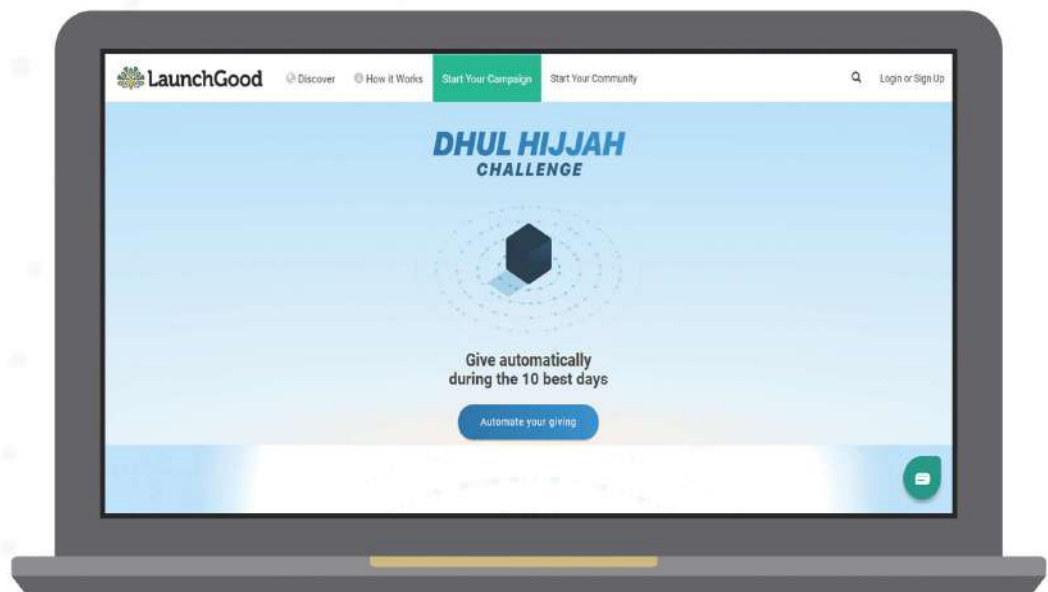 LaunchGood Discover How it Works Start Your Campaign Start Your Community Login or Sign Up
DHUL HIJJAH
CHALLENGE
Give automatically
during the 10 best days
Automate your giving